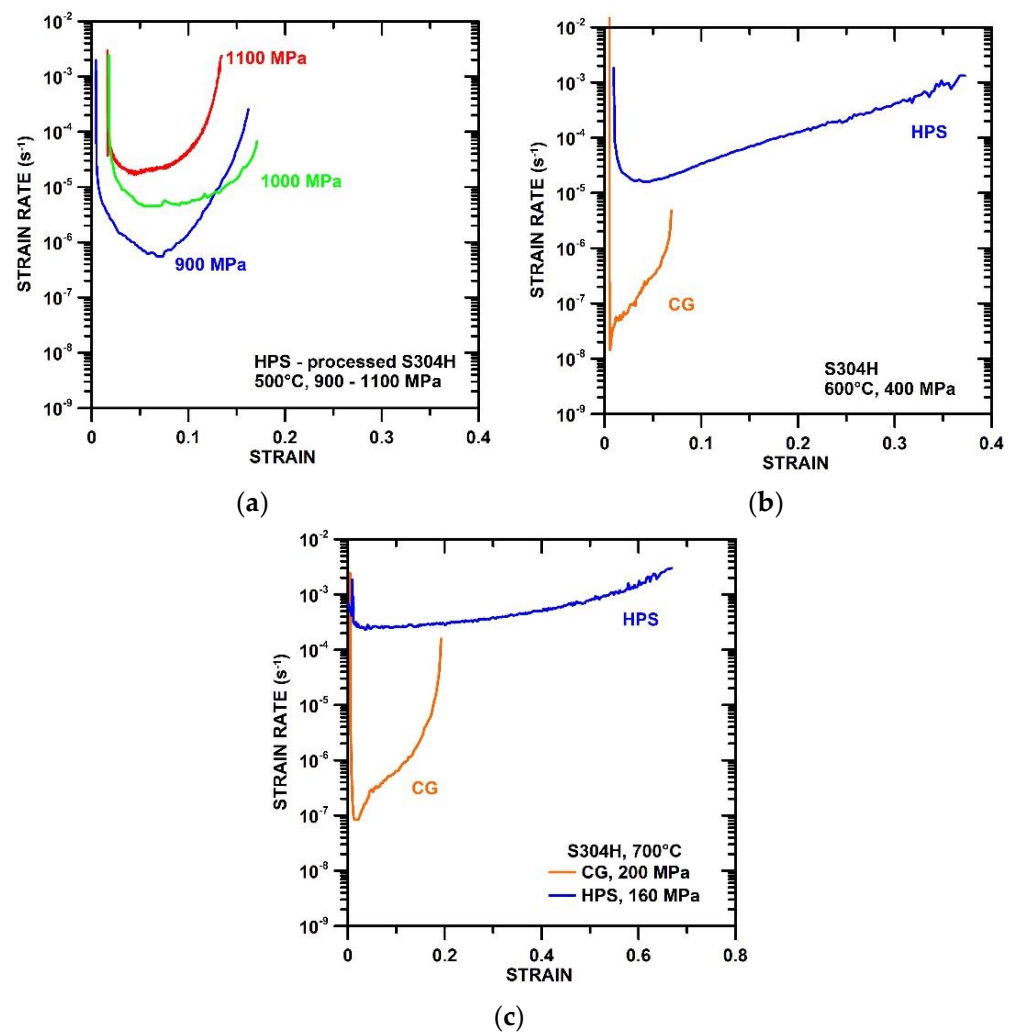 10⁻²
10⁻³
10⁻⁴
10⁻⁵
10⁻⁶
10⁻⁷
10⁻⁸
10⁻⁹
STRAIN RATE (s⁻¹)
1100 MPa
1000 MPa
900 MPa
HPS - processed S304H
500°C, 900 - 1100 MPa
0 0.1 0.2 0.3 0.4
STRAIN
(a)
10⁻²
10⁻³
10⁻⁴
10⁻⁵
10⁻⁶
10⁻⁷
10⁻⁸
10⁻⁹
STRAIN RATE (s⁻¹)
HPS
CG
S304H
600°C, 400 MPa
0 0.1 0.2 0.3 0.4
STRAIN
(b)
10⁻²
10⁻³
10⁻⁴
10⁻⁵
10⁻⁶
10⁻⁷
10⁻⁸
10⁻⁹
STRAIN RATE (s⁻¹)
HPS
CG
S304H, 700°C
CG, 200 MPa
HPS, 160 MPa
0 0.2 0.4 0.6 0.8
STRAIN
(c)